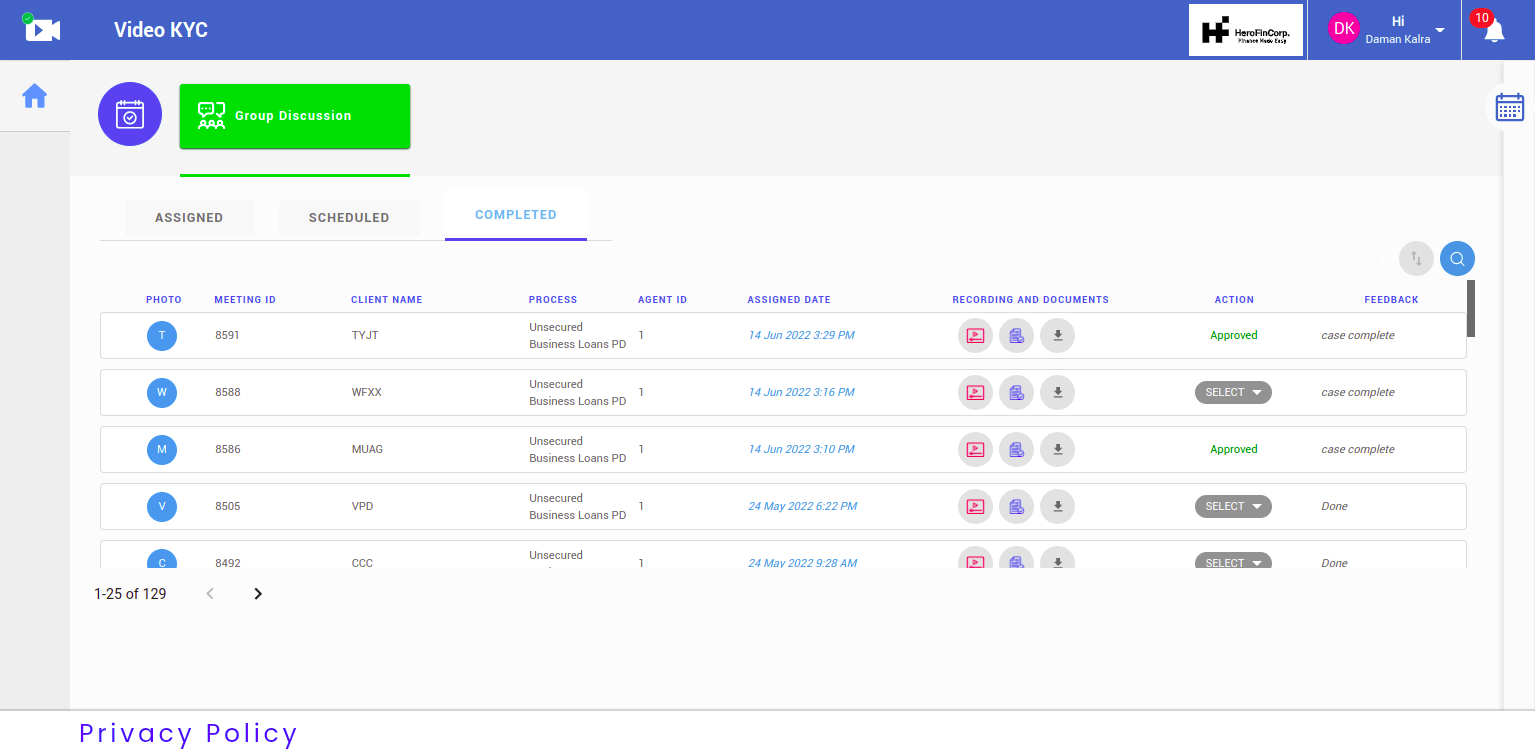 Video KYC
HeroFinCorp.
Finance Made Easy
DK
Hi
Daman Kalra
10
Group Discussion
ASSIGNED
SCHEDULED
COMPLETED
PHOTO MEETING ID CLIENT NAME PROCESS AGENT ID ASSIGNED DATE RECORDING AND DOCUMENTS ACTION FEEDBACK
T 8591 TYJT Unsecured
Business Loans PD 1 14 Jun 2022 3:29 PM Approved case complete
W 8588 WFXX Unsecured
Business Loans PD 1 14 Jun 2022 3:16 PM SELECT case complete
M 8586 MUAG Unsecured
Business Loans PD 1 14 Jun 2022 3:10 PM Approved case complete
V 8505 VPD Unsecured
Business Loans PD 1 24 May 2022 6:22 PM SELECT Done
C 8492 CCC Unsecured
1 24 May 2022 9:28 AM SELECT Done
1-25 of 129
Privacy Policy